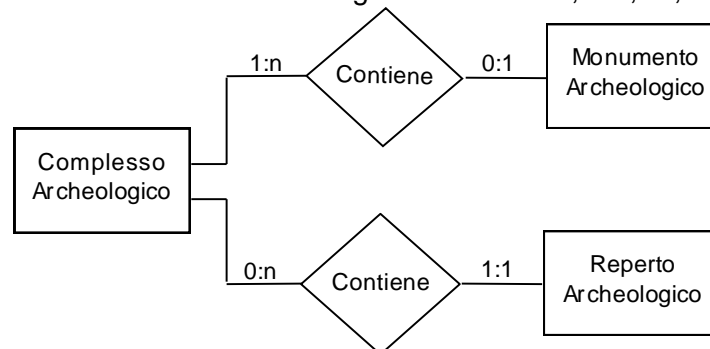 1:n
Contiene
0:1
Monumento
Archeologico
Complesso
Archeologico
0:n
Contiene
1:1
Reperto
Archeologico